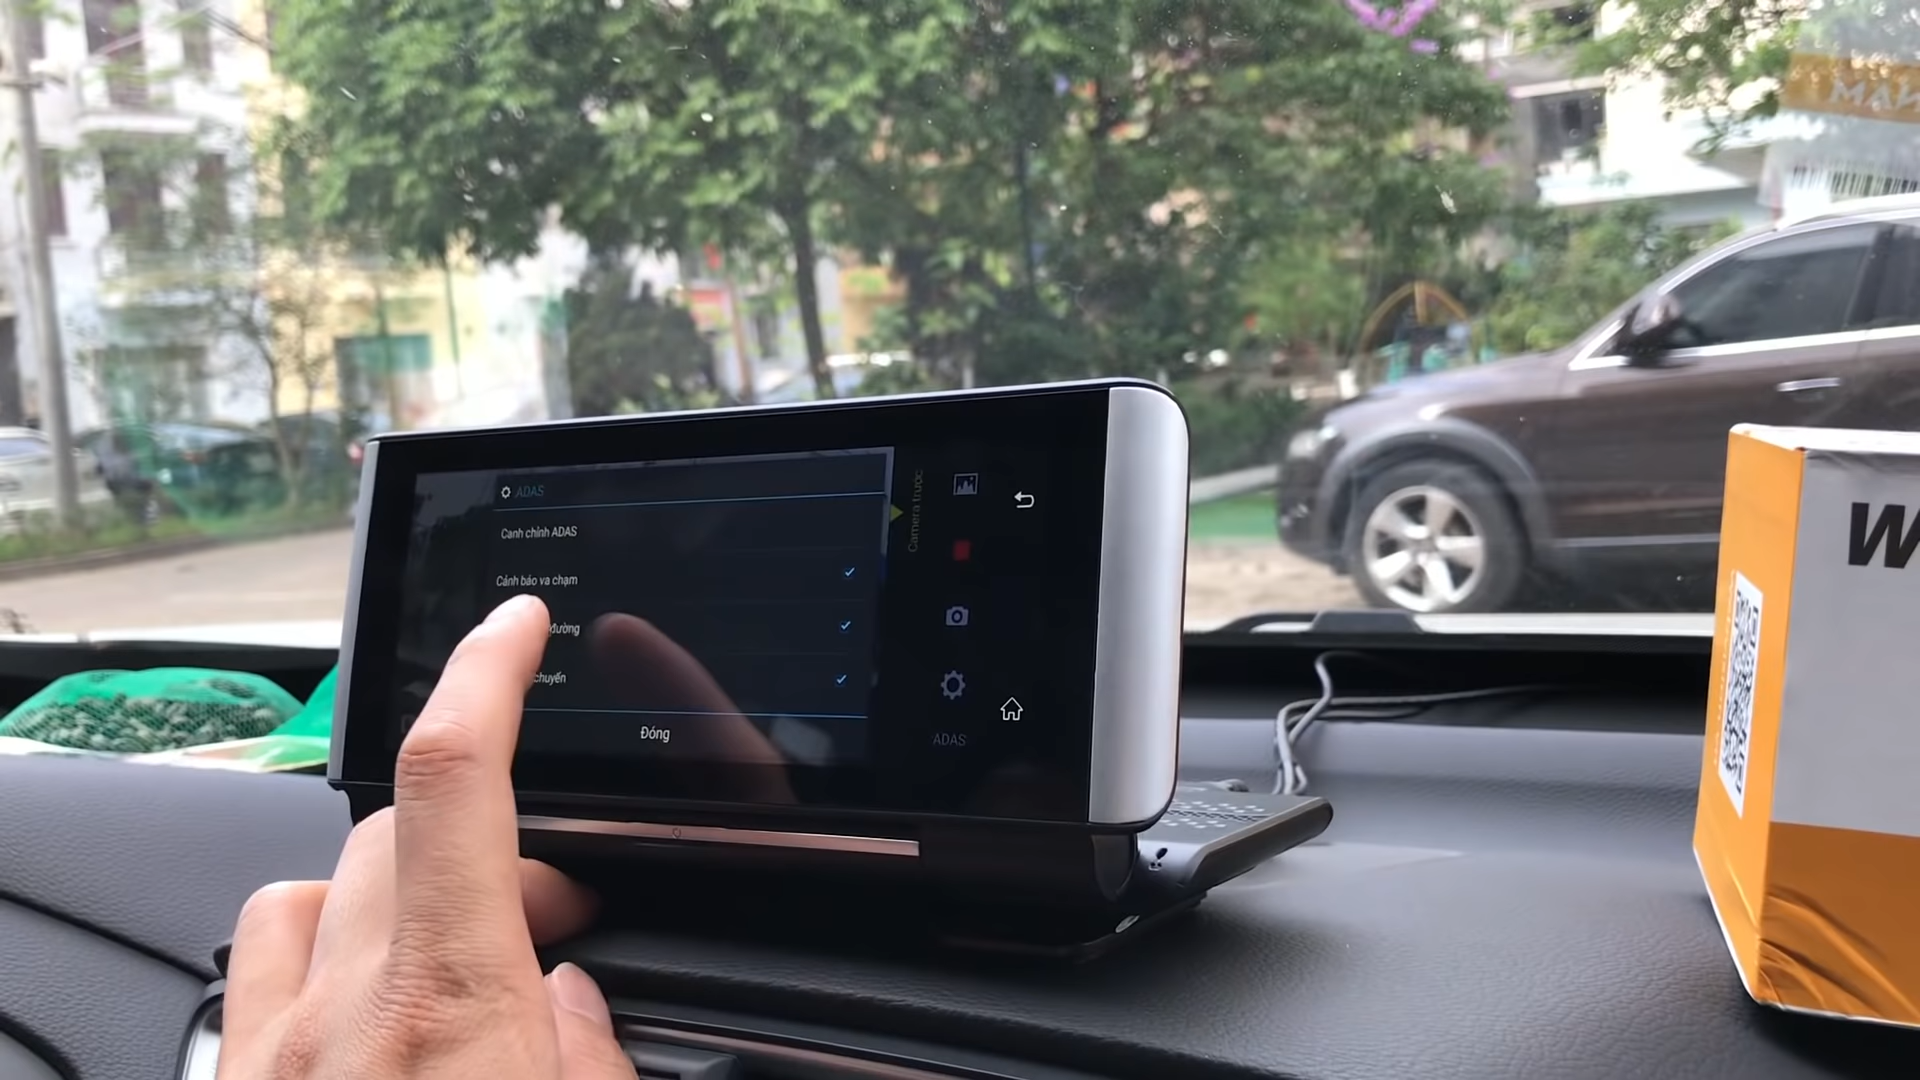 ADAS
Canh chỉnh ADAS
Cảnh báo va chạm
đường
chuyển
Đóng
Camera trước
ADAS
W